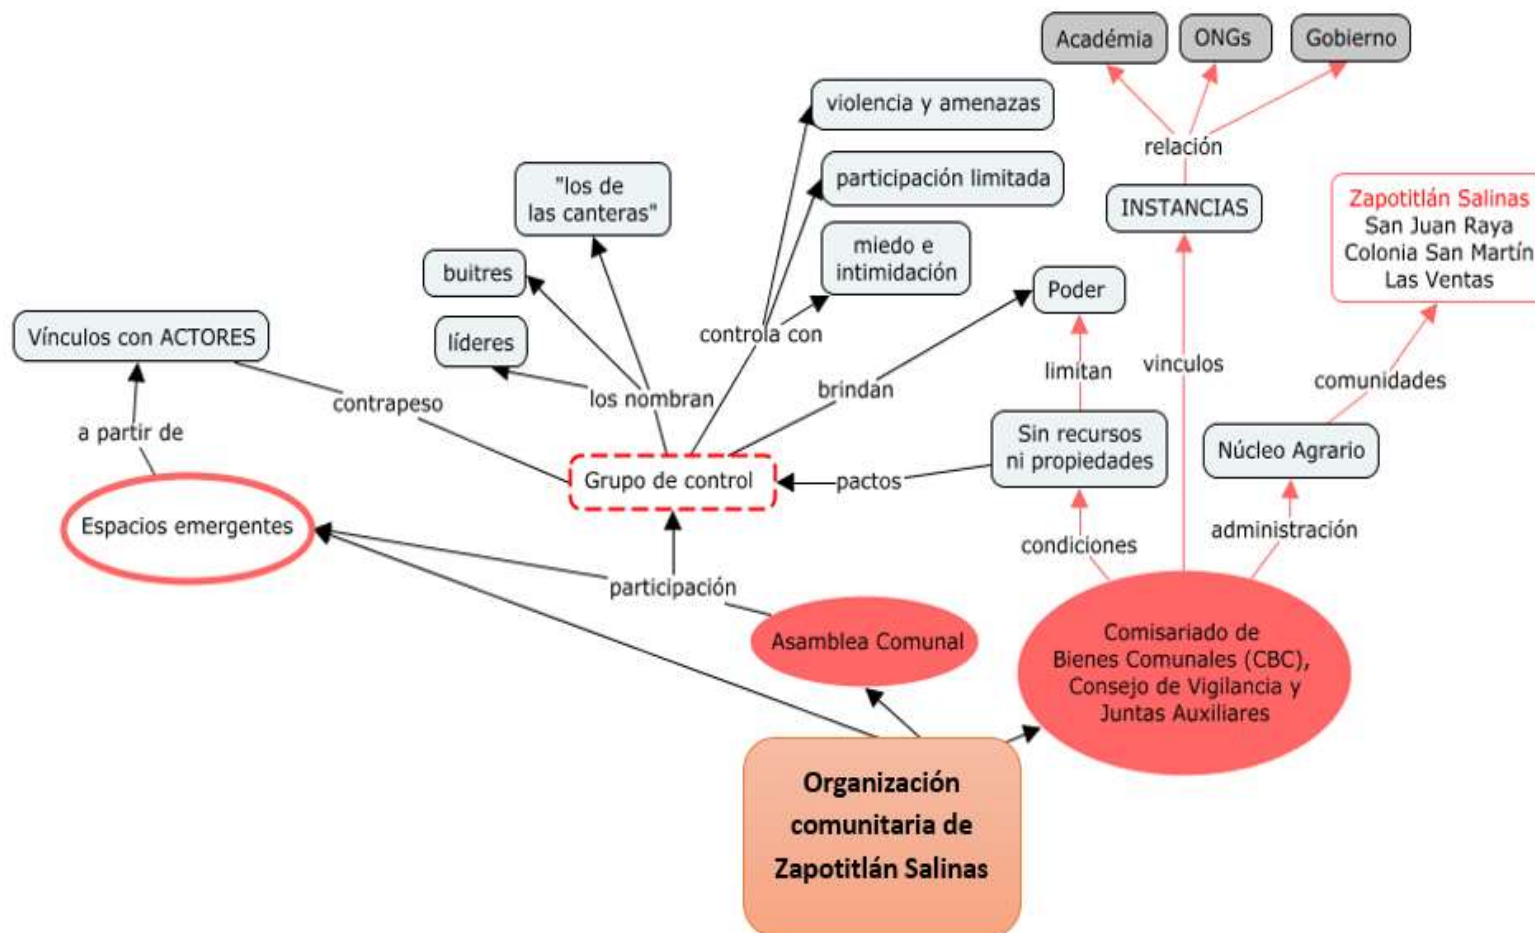 Académia
ONGs
Gobierno
violencia y amenazas
relación
participación limitada
"los de
las canteras"
INSTANCIAS
Zapotitlán Salinas
San Juan Raya
Colonia San Martín
Las Ventas
miedo e
intimidación
buitres
Poder
Vínculos con ACTORES
líderes
controla con
limitan
vinculos
comunidades
brindan
los nombran
contrapeso
a partir de
Sin recursos
ni propiedades
Núcleo Agrario
Grupo de control
pactos
Espacios emergentes
condiciones
administración
participación
Asamblea Comunal
Comisariado de
Bienes Comunales (CBC),
Consejo de Vigilancia y
Juntas Auxiliares
Organización
comunitaria de
Zapotitlán Salinas